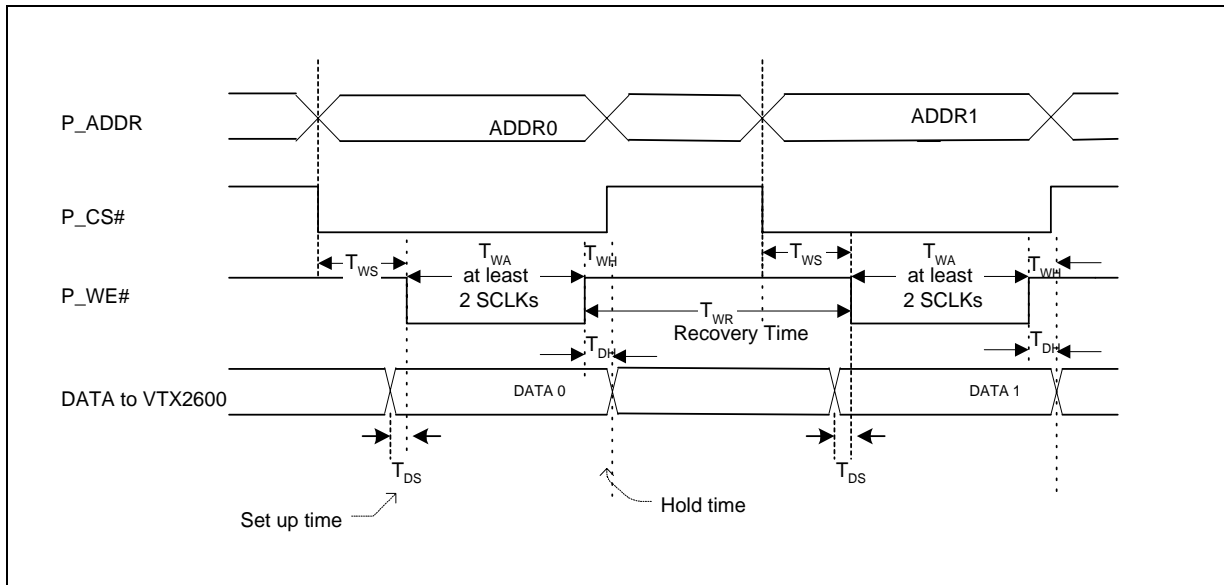 P_ADDR
ADDR0
ADDR1
P_CS#
TWS
TWA
at least
2 SCLKs
TWH
TWS
TWA
at least
2 SCLKs
TWH
P_WE#
TWR
Recovery Time
TDH
TDH
DATA to VTX2600
DATA 0
DATA 1
TDS
TDS
Set up time
Hold time